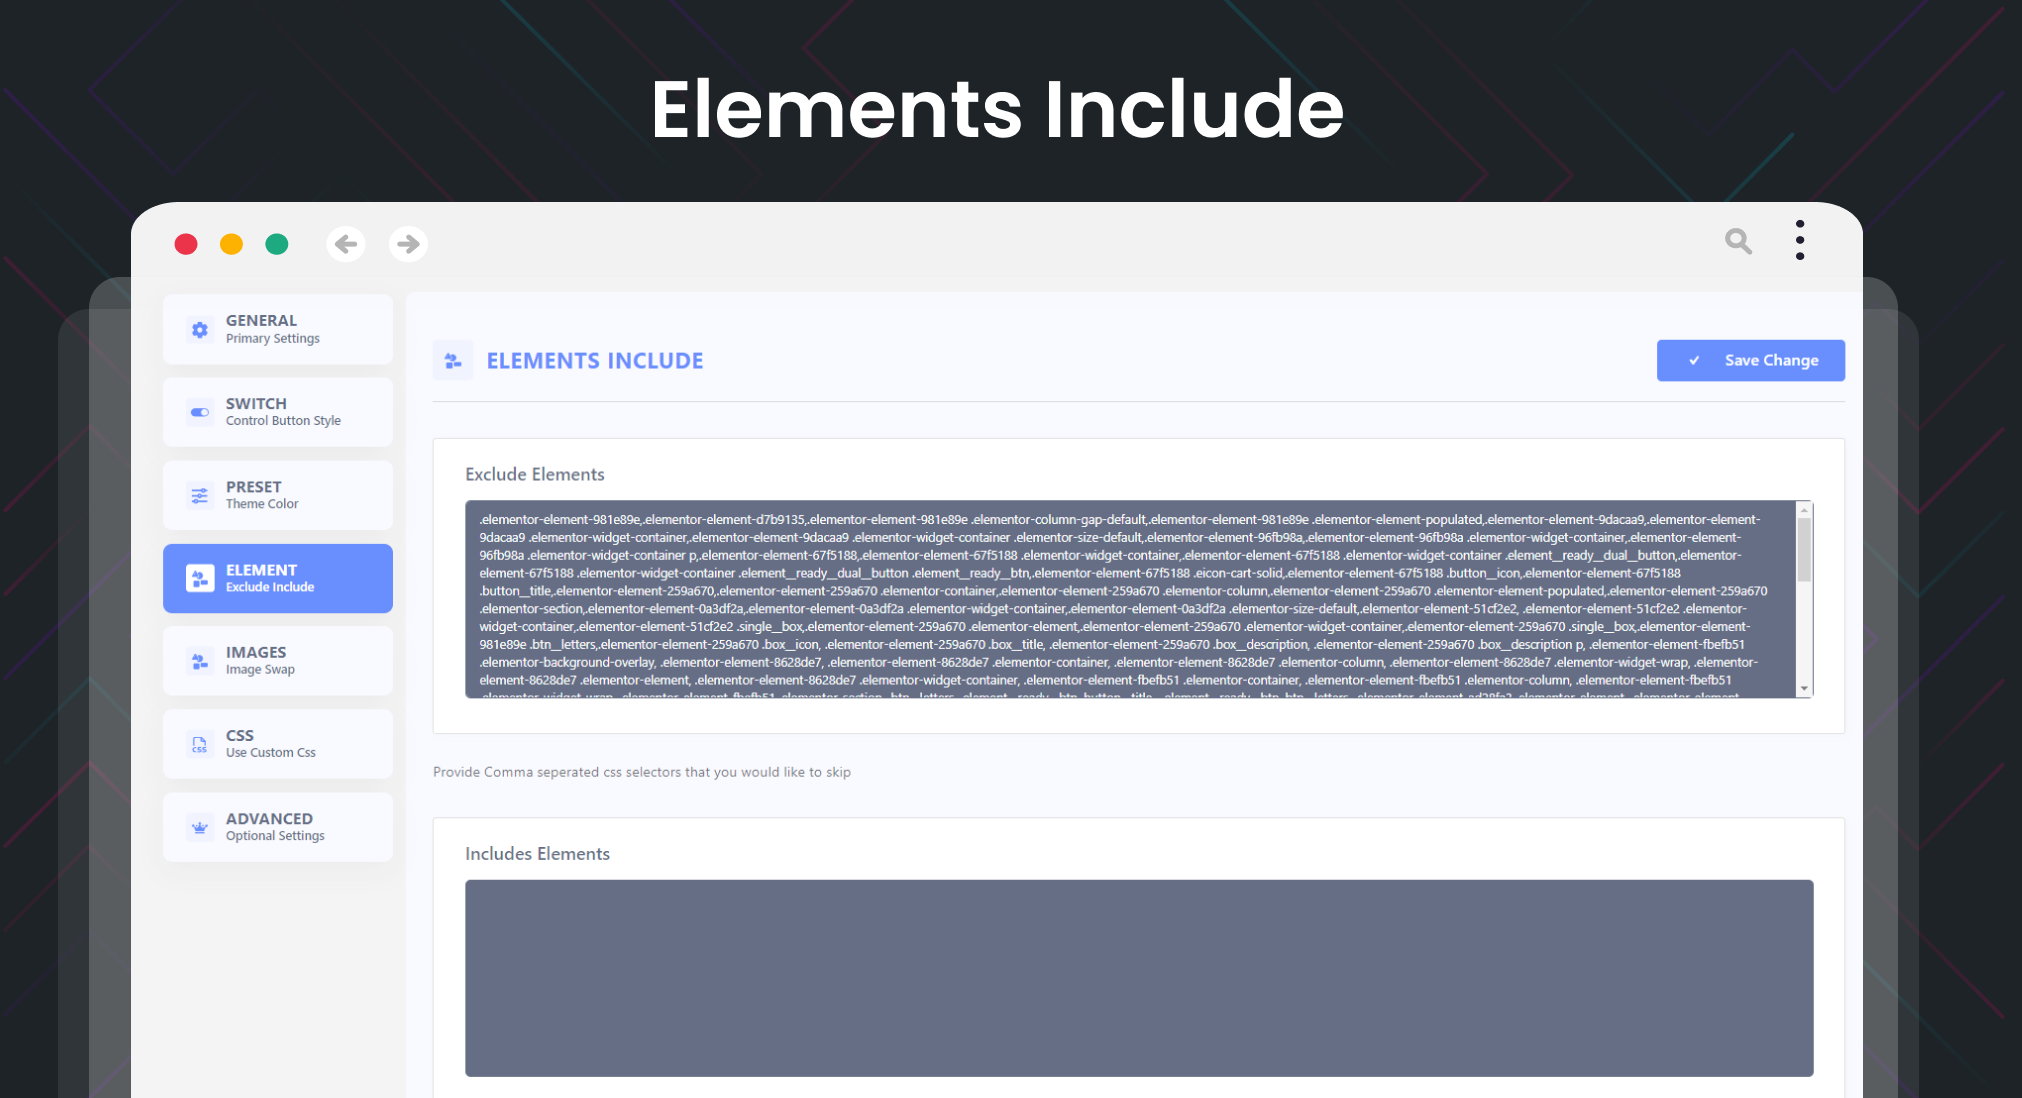 Elements Include
GENERAL
Primary Settings
SWITCH
Control Button Style
PRESET
Theme Color
ELEMENT
Exclude Include
IMAGES
Image Swap
CSS
Use Custom Css
ADVANCED
Optional Settings
ELEMENTS INCLUDE
Save Change
Exclude Elements
.elementor-element-981e89e,.elementor-element-d7b9135,.elementor-element-981e89e .elementor-column-gap-default,.elementor-element-981e89e .elementor-element-populated,.elementor-element-9dacaa9,.elementor-element-
9dacaa9 .elementor-widget-container,.elementor-element-9dacaa9 .elementor-widget-container .elementor-size-default,.elementor-element-96fb98a,.elementor-element-96fb98a .elementor-widget-container,.elementor-element-
96fb98a .elementor-widget-container p,.elementor-element-67f5188,.elementor-element-67f5188 .elementor-widget-container,.elementor-element-67f5188 .elementor-widget-container .element__ready__dual__button,.elementor-
element-67f5188 .elementor-widget-container .element__ready__dual__button .element__ready__btn,.elementor-element-67f5188 .eicon-cart-solid,.elementor-element-67f5188 .button__icon,.elementor-element-67f5188
.button__title,.elementor-element-259a670,.elementor-element-259a670 .elementor-container,.elementor-element-259a670 .elementor-column,.elementor-element-259a670 .elementor-element-populated,.elementor-element-259a670
.elementor-section,.elementor-element-0a3df2a,.elementor-element-0a3df2a .elementor-widget-container,.elementor-element-0a3df2a .elementor-size-default,.elementor-element-51cf2e2, .elementor-element-51cf2e2 .elementor-
widget-container,.elementor-element-51cf2e2 .single__box,.elementor-element-259a670 .elementor-element,.elementor-element-259a670 .elementor-widget-container,.elementor-element-259a670 .single__box,.elementor-element-
981e89e .btn__letters,.elementor-element-259a670 .box__icon, .elementor-element-259a670 .box__title, .elementor-element-259a670 .box__description, .elementor-element-259a670 .box__description p, .elementor-element-fbefb51
.elementor-background-overlay, .elementor-element-8628de7, .elementor-element-8628de7 .elementor-container, .elementor-element-8628de7 .elementor-column, .elementor-element-8628de7 .elementor-widget-wrap, .elementor-
element-8628de7 .elementor-element, .elementor-element-8628de7 .elementor-widget-container, .elementor-element-fbefb51 .elementor-container, .elementor-element-fbefb51 .elementor-column, .elementor-element-fbefb51
Provide Comma seperated css selectors that you would like to skip
Includes Elements